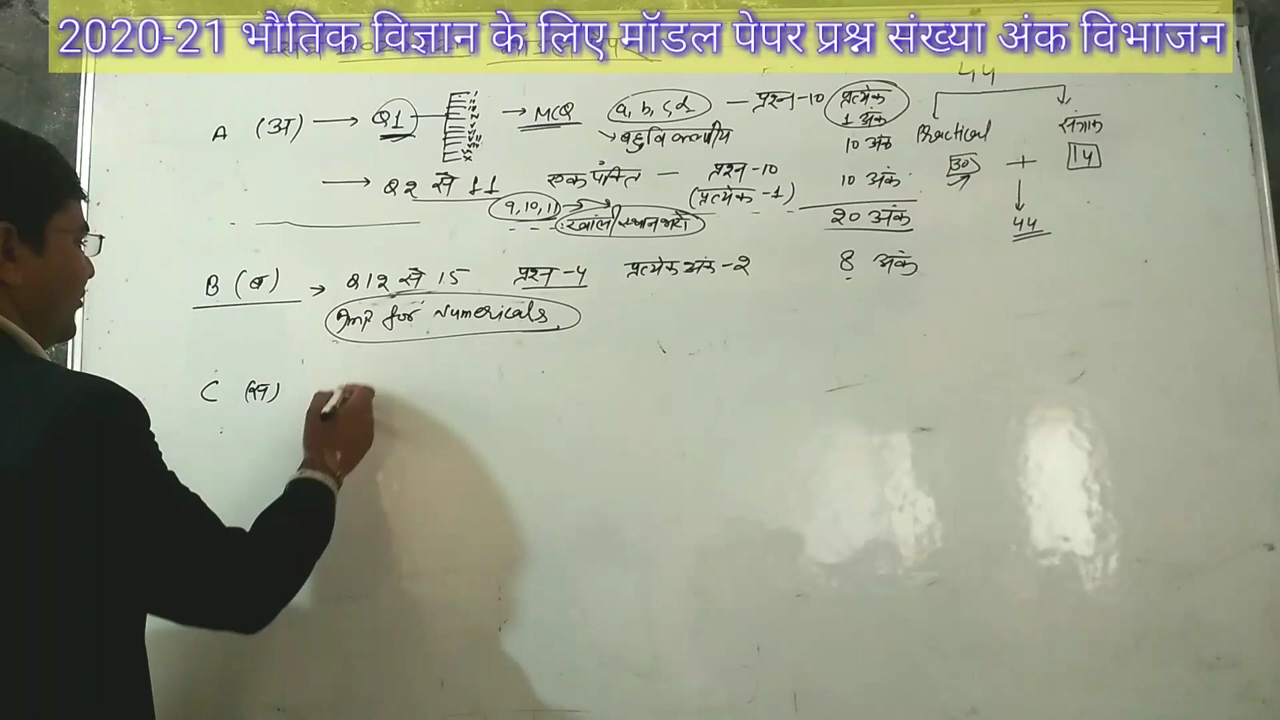 2020-21 भौतिक विज्ञान के लिए मॉडल पेपर प्रश्न संख्या अंक विभाजन
44
A (अ) → Q1 → MCQ a, b, c, d - प्रश्न-10 प्रत्येक 1 अंक
I
II
→ बहुविकल्पीय 10 अंक
Practical 30 + सत्रांक 14
44
→ Q2 से 11 एक पंक्ति - प्रश्न-10 10 अंक
(प्रत्येक -1)
9, 10, 11 → खाली स्थान भरो 20 अंक
B (ब) → Q12 से 15 प्रश्न -4 प्रत्येक अंक -2 8 अंक
Imp for Numericals
C (स)